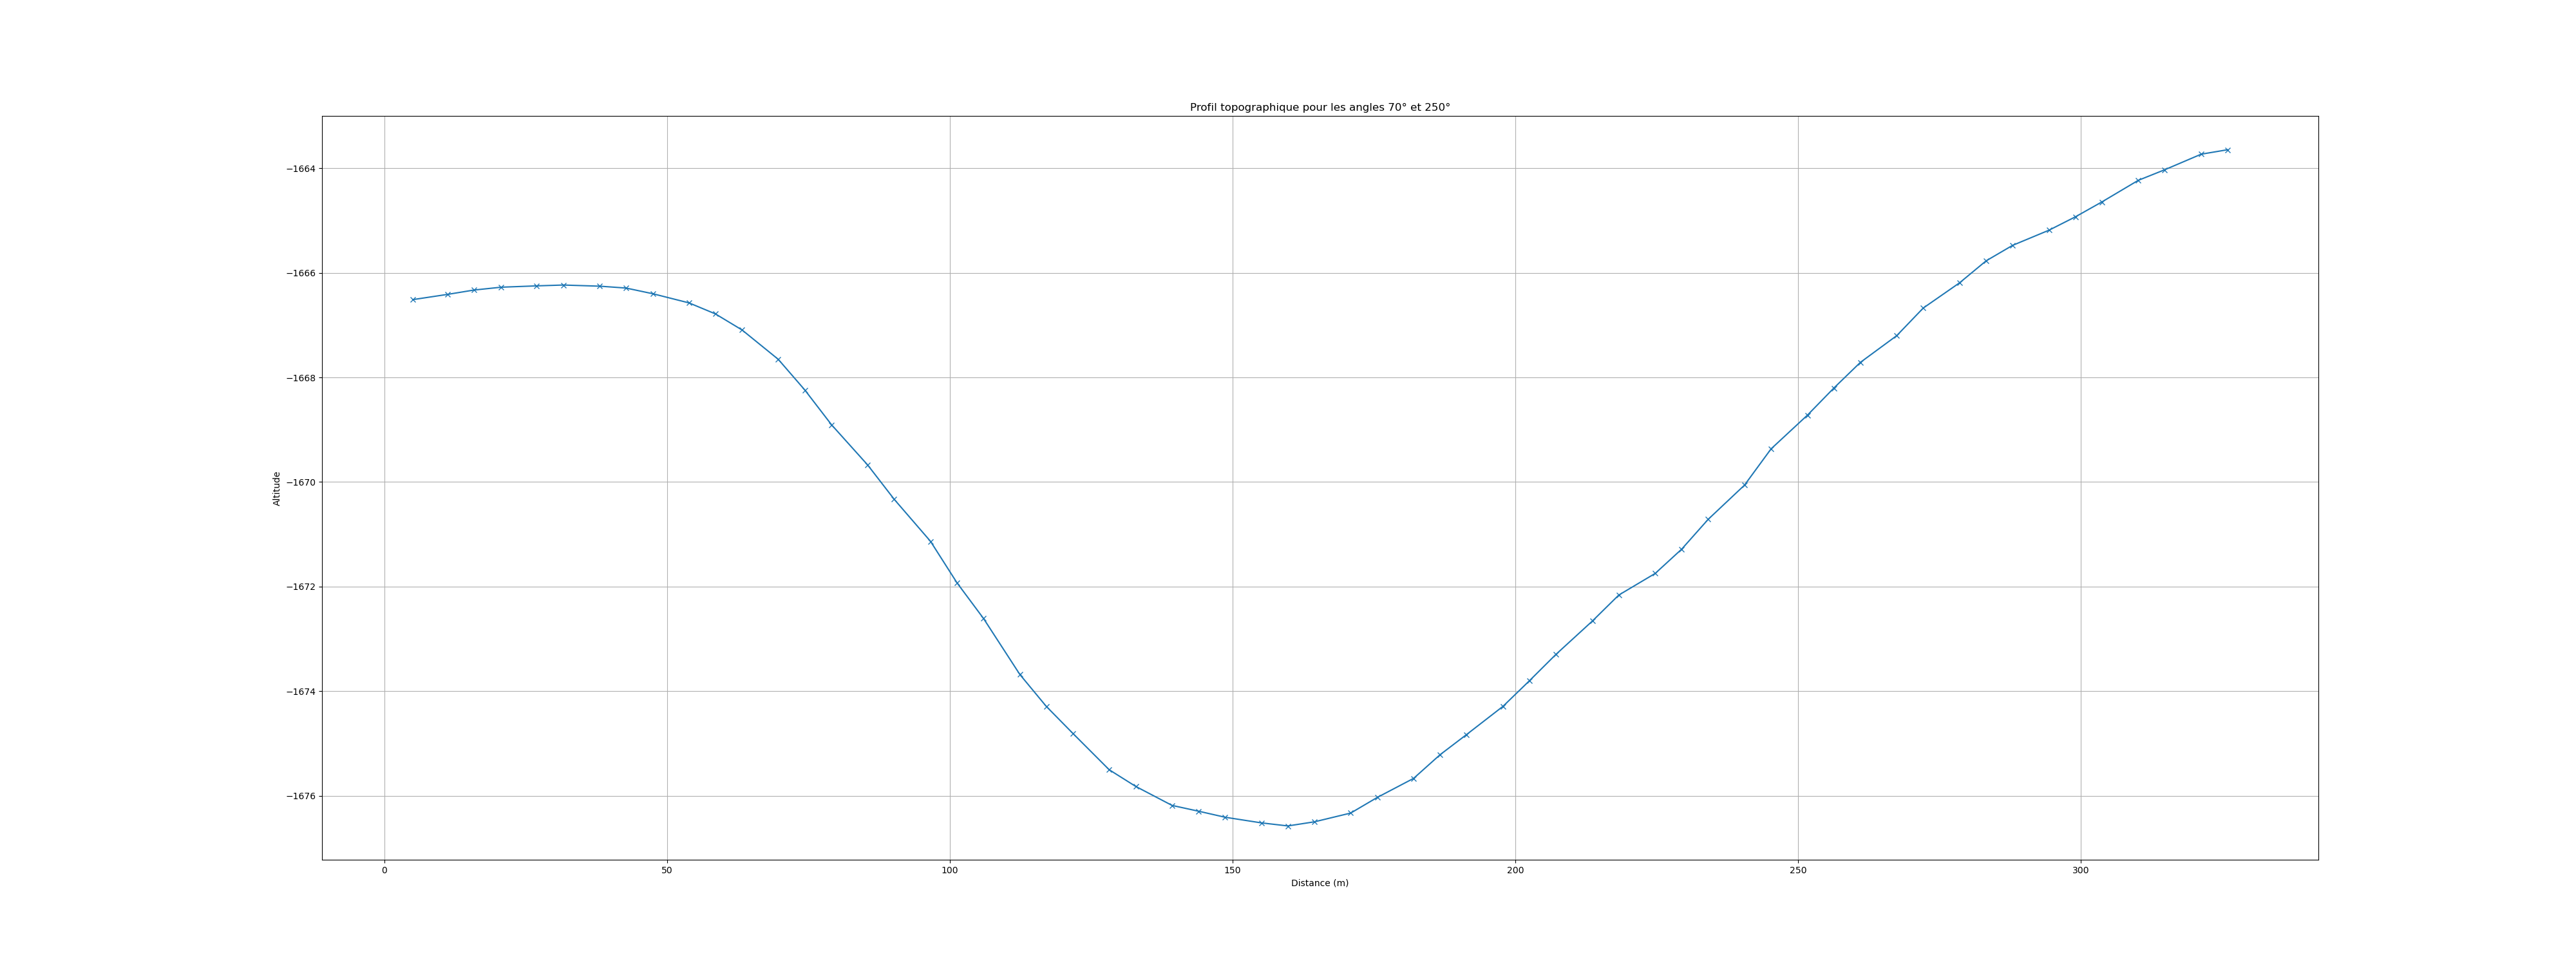 Profil topographique pour les angles 70° et 250°
−1664
−1666
−1668
−1670
−1672
−1674
−1676
Altitude
0 50 100 150 200 250 300
Distance (m)